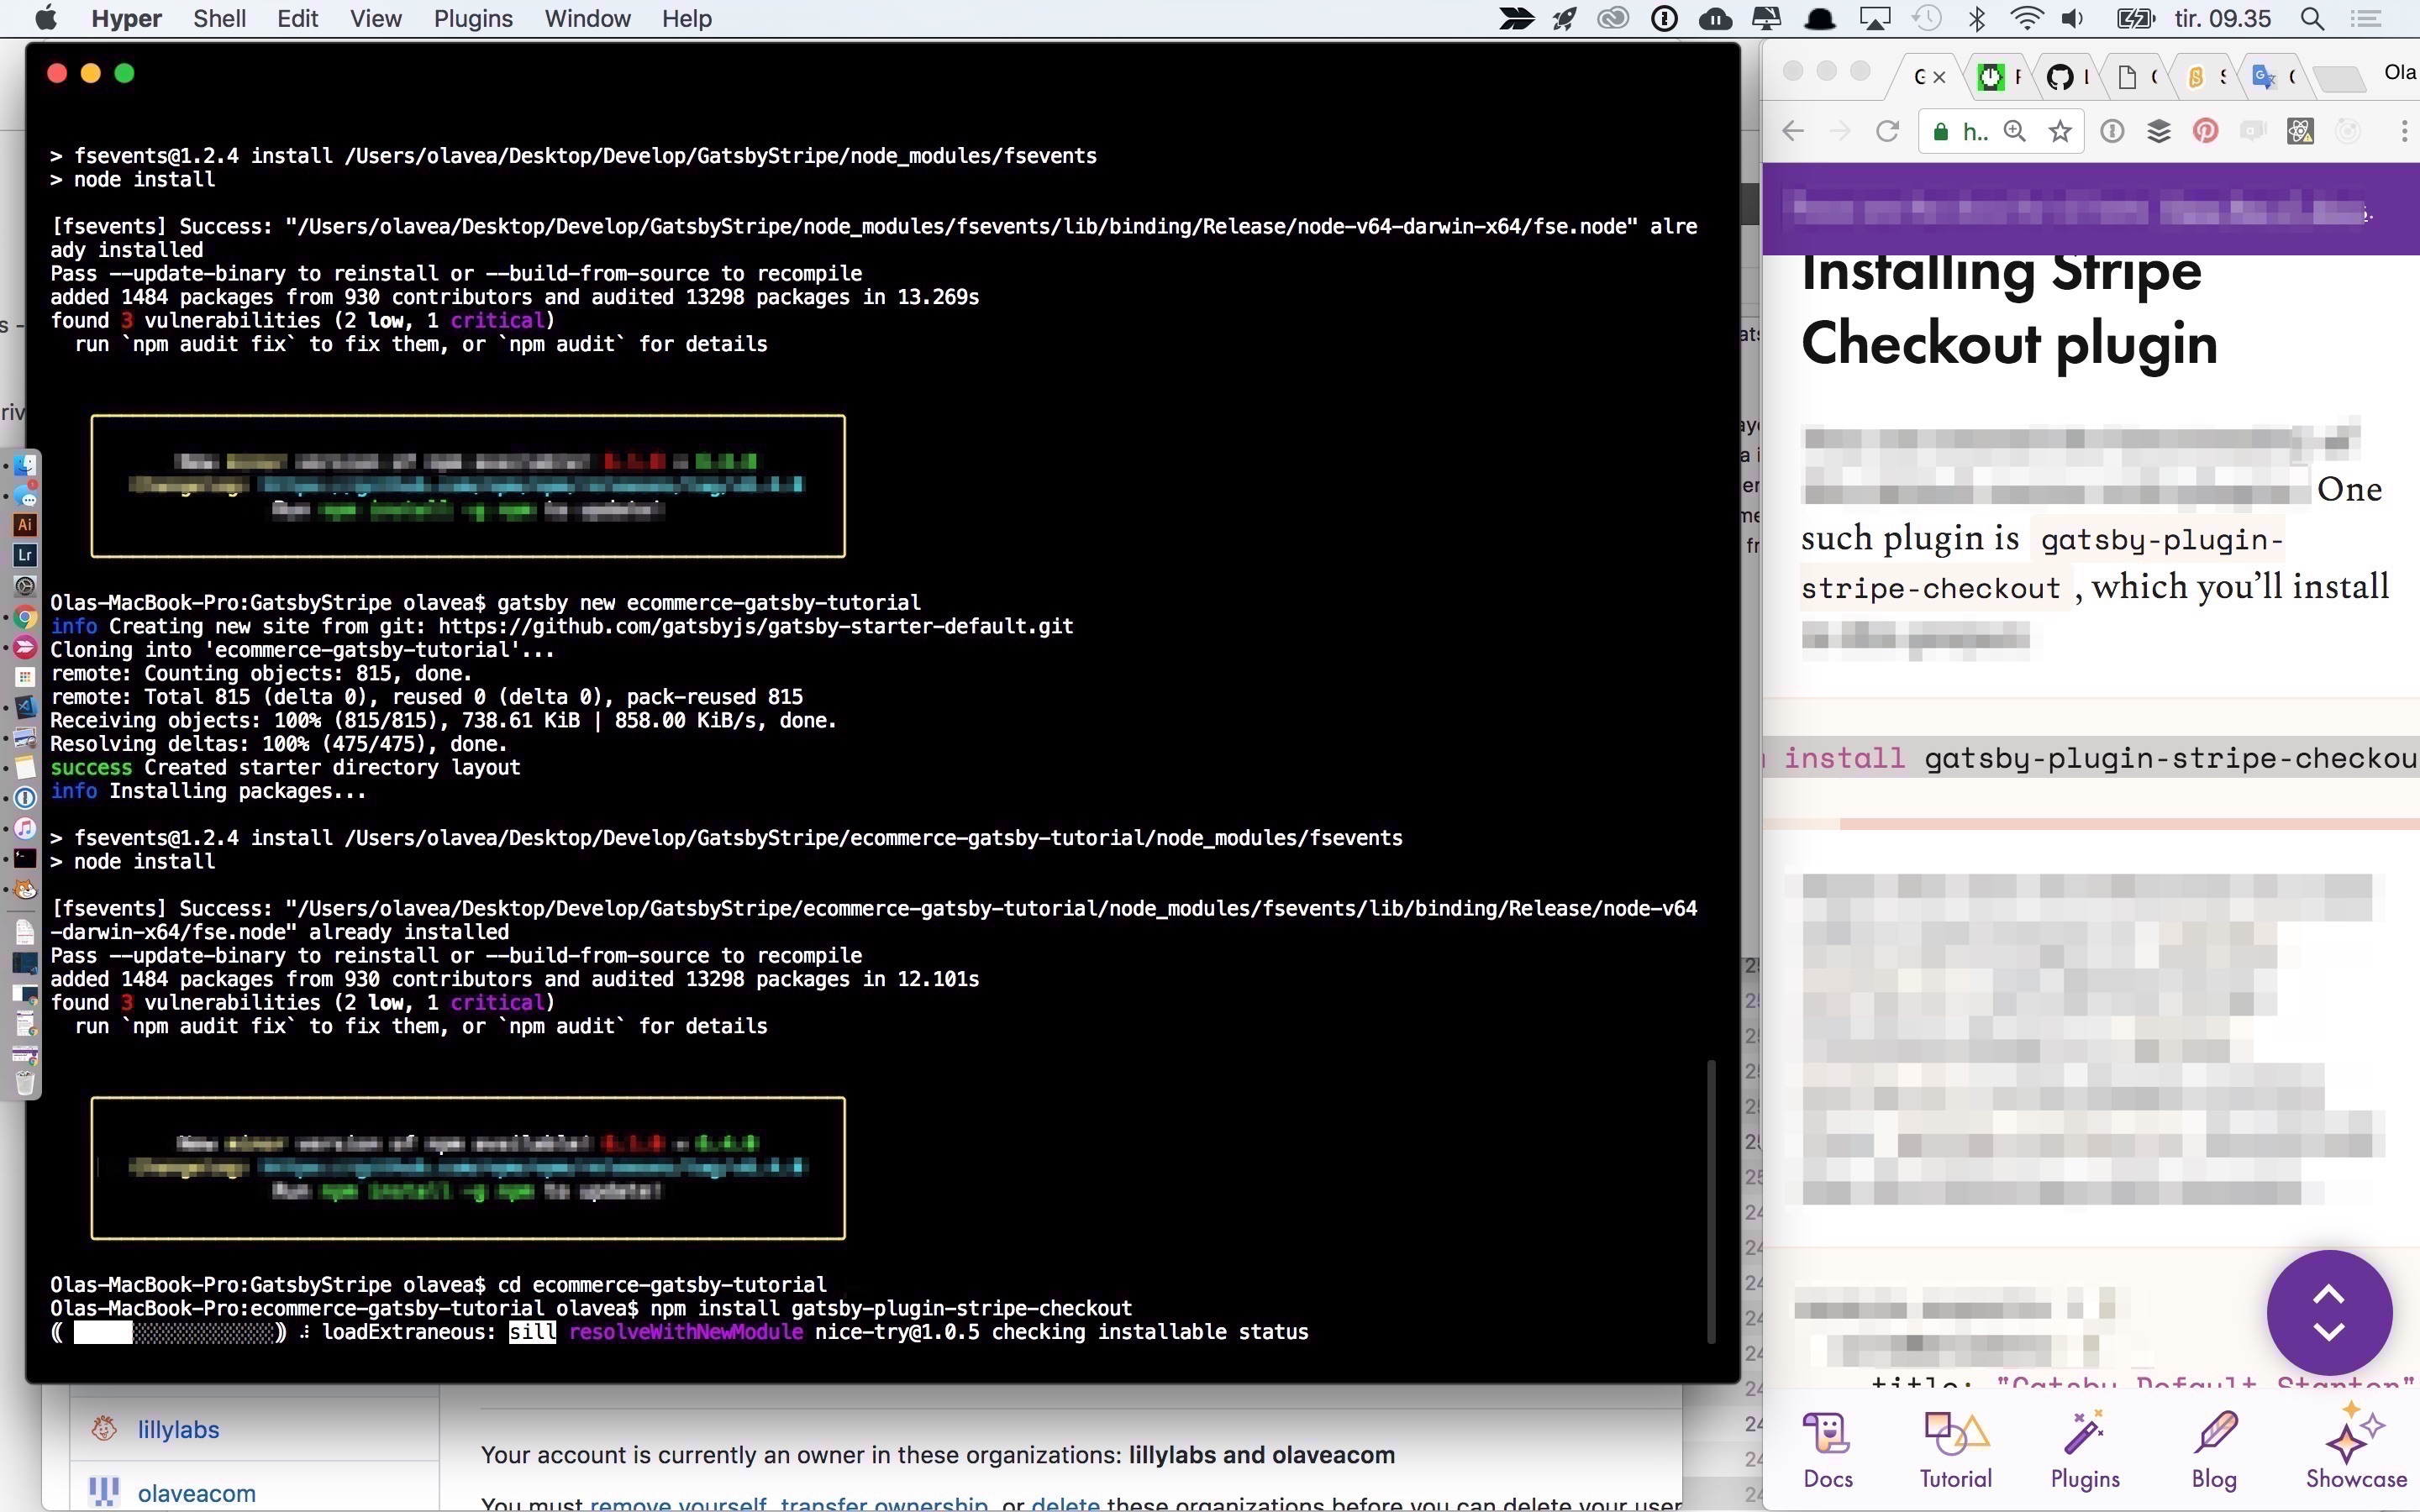 Hyper Shell Edit View Plugins Window Help
tir. 09.35
> fsevents@1.2.4 install /Users/olavea/Desktop/Develop/GatsbyStripe/node_modules/fsevents
> node install
[fsevents] Success: "/Users/olavea/Desktop/Develop/GatsbyStripe/node_modules/fsevents/lib/binding/Release/node-v64-darwin-x64/fse.node" alre
ady installed
Pass --update-binary to reinstall or --build-from-source to recompile
added 1484 packages from 930 contributors and audited 13298 packages in 13.269s
found 3 vulnerabilities (2 low, 1 critical)
run `npm audit fix` to fix them, or `npm audit` for details
Olas-MacBook-Pro:GatsbyStripe olavea$ gatsby new ecommerce-gatsby-tutorial
info Creating new site from git: https://github.com/gatsbyjs/gatsby-starter-default.git
Cloning into 'ecommerce-gatsby-tutorial'...
remote: Counting objects: 815, done.
remote: Total 815 (delta 0), reused 0 (delta 0), pack-reused 815
Receiving objects: 100% (815/815), 738.61 KiB | 858.00 KiB/s, done.
Resolving deltas: 100% (475/475), done.
success Created starter directory layout
info Installing packages...
> fsevents@1.2.4 install /Users/olavea/Desktop/Develop/GatsbyStripe/ecommerce-gatsby-tutorial/node_modules/fsevents
> node install
[fsevents] Success: "/Users/olavea/Desktop/Develop/GatsbyStripe/ecommerce-gatsby-tutorial/node_modules/fsevents/lib/binding/Release/node-v64
-darwin-x64/fse.node" already installed
Pass --update-binary to reinstall or --build-from-source to recompile
added 1484 packages from 930 contributors and audited 13298 packages in 12.101s
found 3 vulnerabilities (2 low, 1 critical)
run `npm audit fix` to fix them, or `npm audit` for details
Olas-MacBook-Pro:GatsbyStripe olavea$ cd ecommerce-gatsby-tutorial
Olas-MacBook-Pro:ecommerce-gatsby-tutorial olavea$ npm install gatsby-plugin-stripe-checkout
loadExtraneous: sill resolveWithNewModule nice-try@1.0.5 checking installable status
Ai
Lr
lillylabs
olaveacom
Your account is currently an owner in these organizations: lillylabs and olaveacom
You must remove yourself, transfer ownership, or delete these organizations before you can delete your user
Ola
h..
Installing Stripe
Checkout plugin
One
such plugin is gatsby-plugin-
stripe-checkout , which you'll install
install gatsby-plugin-stripe-checkou
title: "Gatsby Default Starter"
Docs Tutorial Plugins Blog Showcase